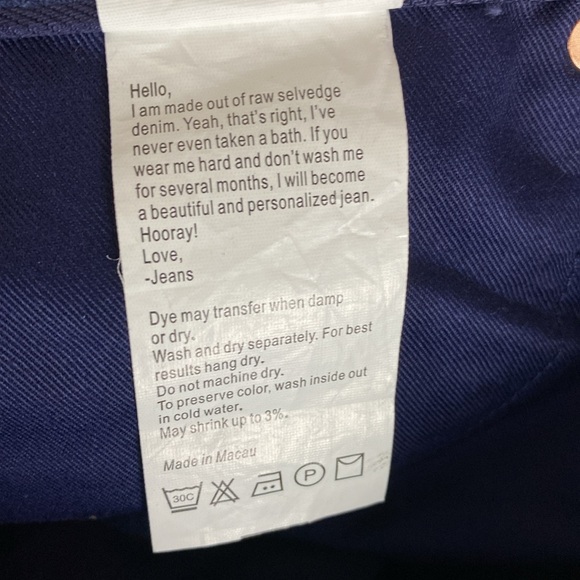 Hello,
I am made out of raw selvedge
denim. Yeah, that's right, I've
never even taken a bath. If you
wear me hard and don't wash me
for several months, I will become
a beautiful and personalized jean.
Hooray!
Love,
-Jeans
Dye may transfer when damp
or dry.
Wash and dry separately. For best
results hang dry.
Do not machine dry.
To preserve color, wash inside out
in cold water.
May shrink up to 3%.
Made in Macau
30C P